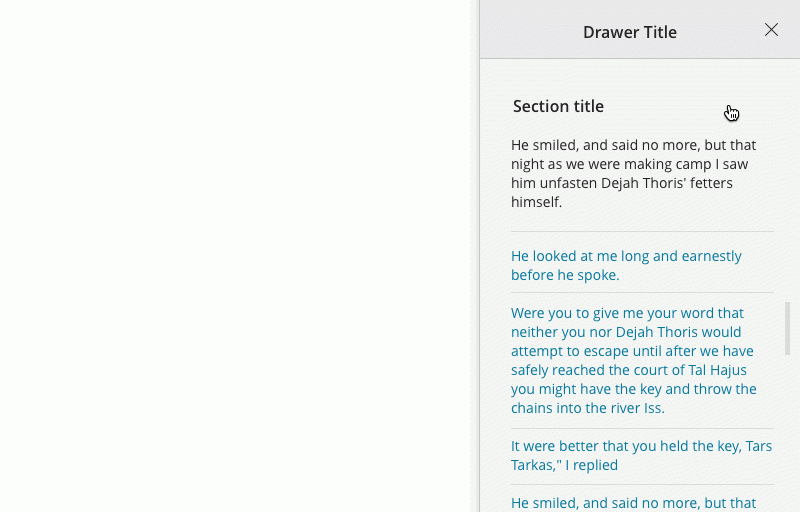 Drawer Title
Section title
He smiled, and said no more, but that
night as we were making camp I saw
him unfasten Dejah Thoris' fetters
himself.
He looked at me long and earnestly
before he spoke.
Were you to give me your word that
neither you nor Dejah Thoris would
attempt to escape until after we have
safely reached the court of Tal Hajus
you might have the key and throw the
chains into the river Iss.
It were better that you held the key, Tars
Tarkas," I replied
He smiled, and said no more, but that